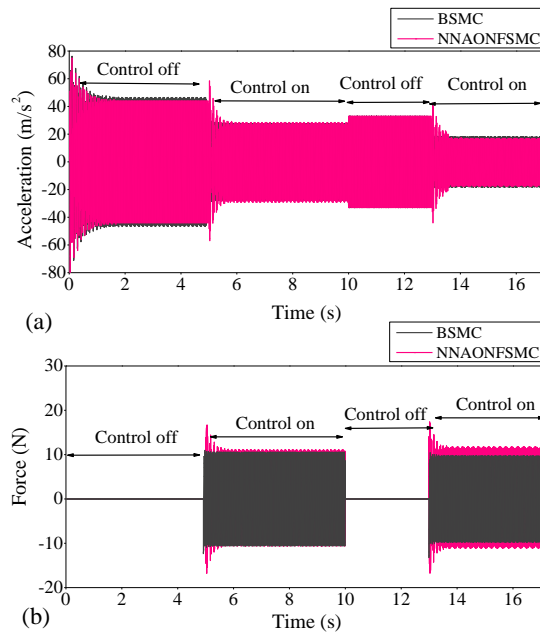 BSMC
NNAONFSMC
80
60
40
20
0
-20
-40
-60
-80
Acceleration (m/s²)
Control off
Control on
Control off
Control on
0 2 4 6 8 10 12 14 16
Time (s)
(a)
BSMC
NNAONFSMC
30
20
10
0
-10
-20
Force (N)
Control off
Control on
Control off
Control on
0 2 4 6 8 10 12 14 16
Time (s)
(b)